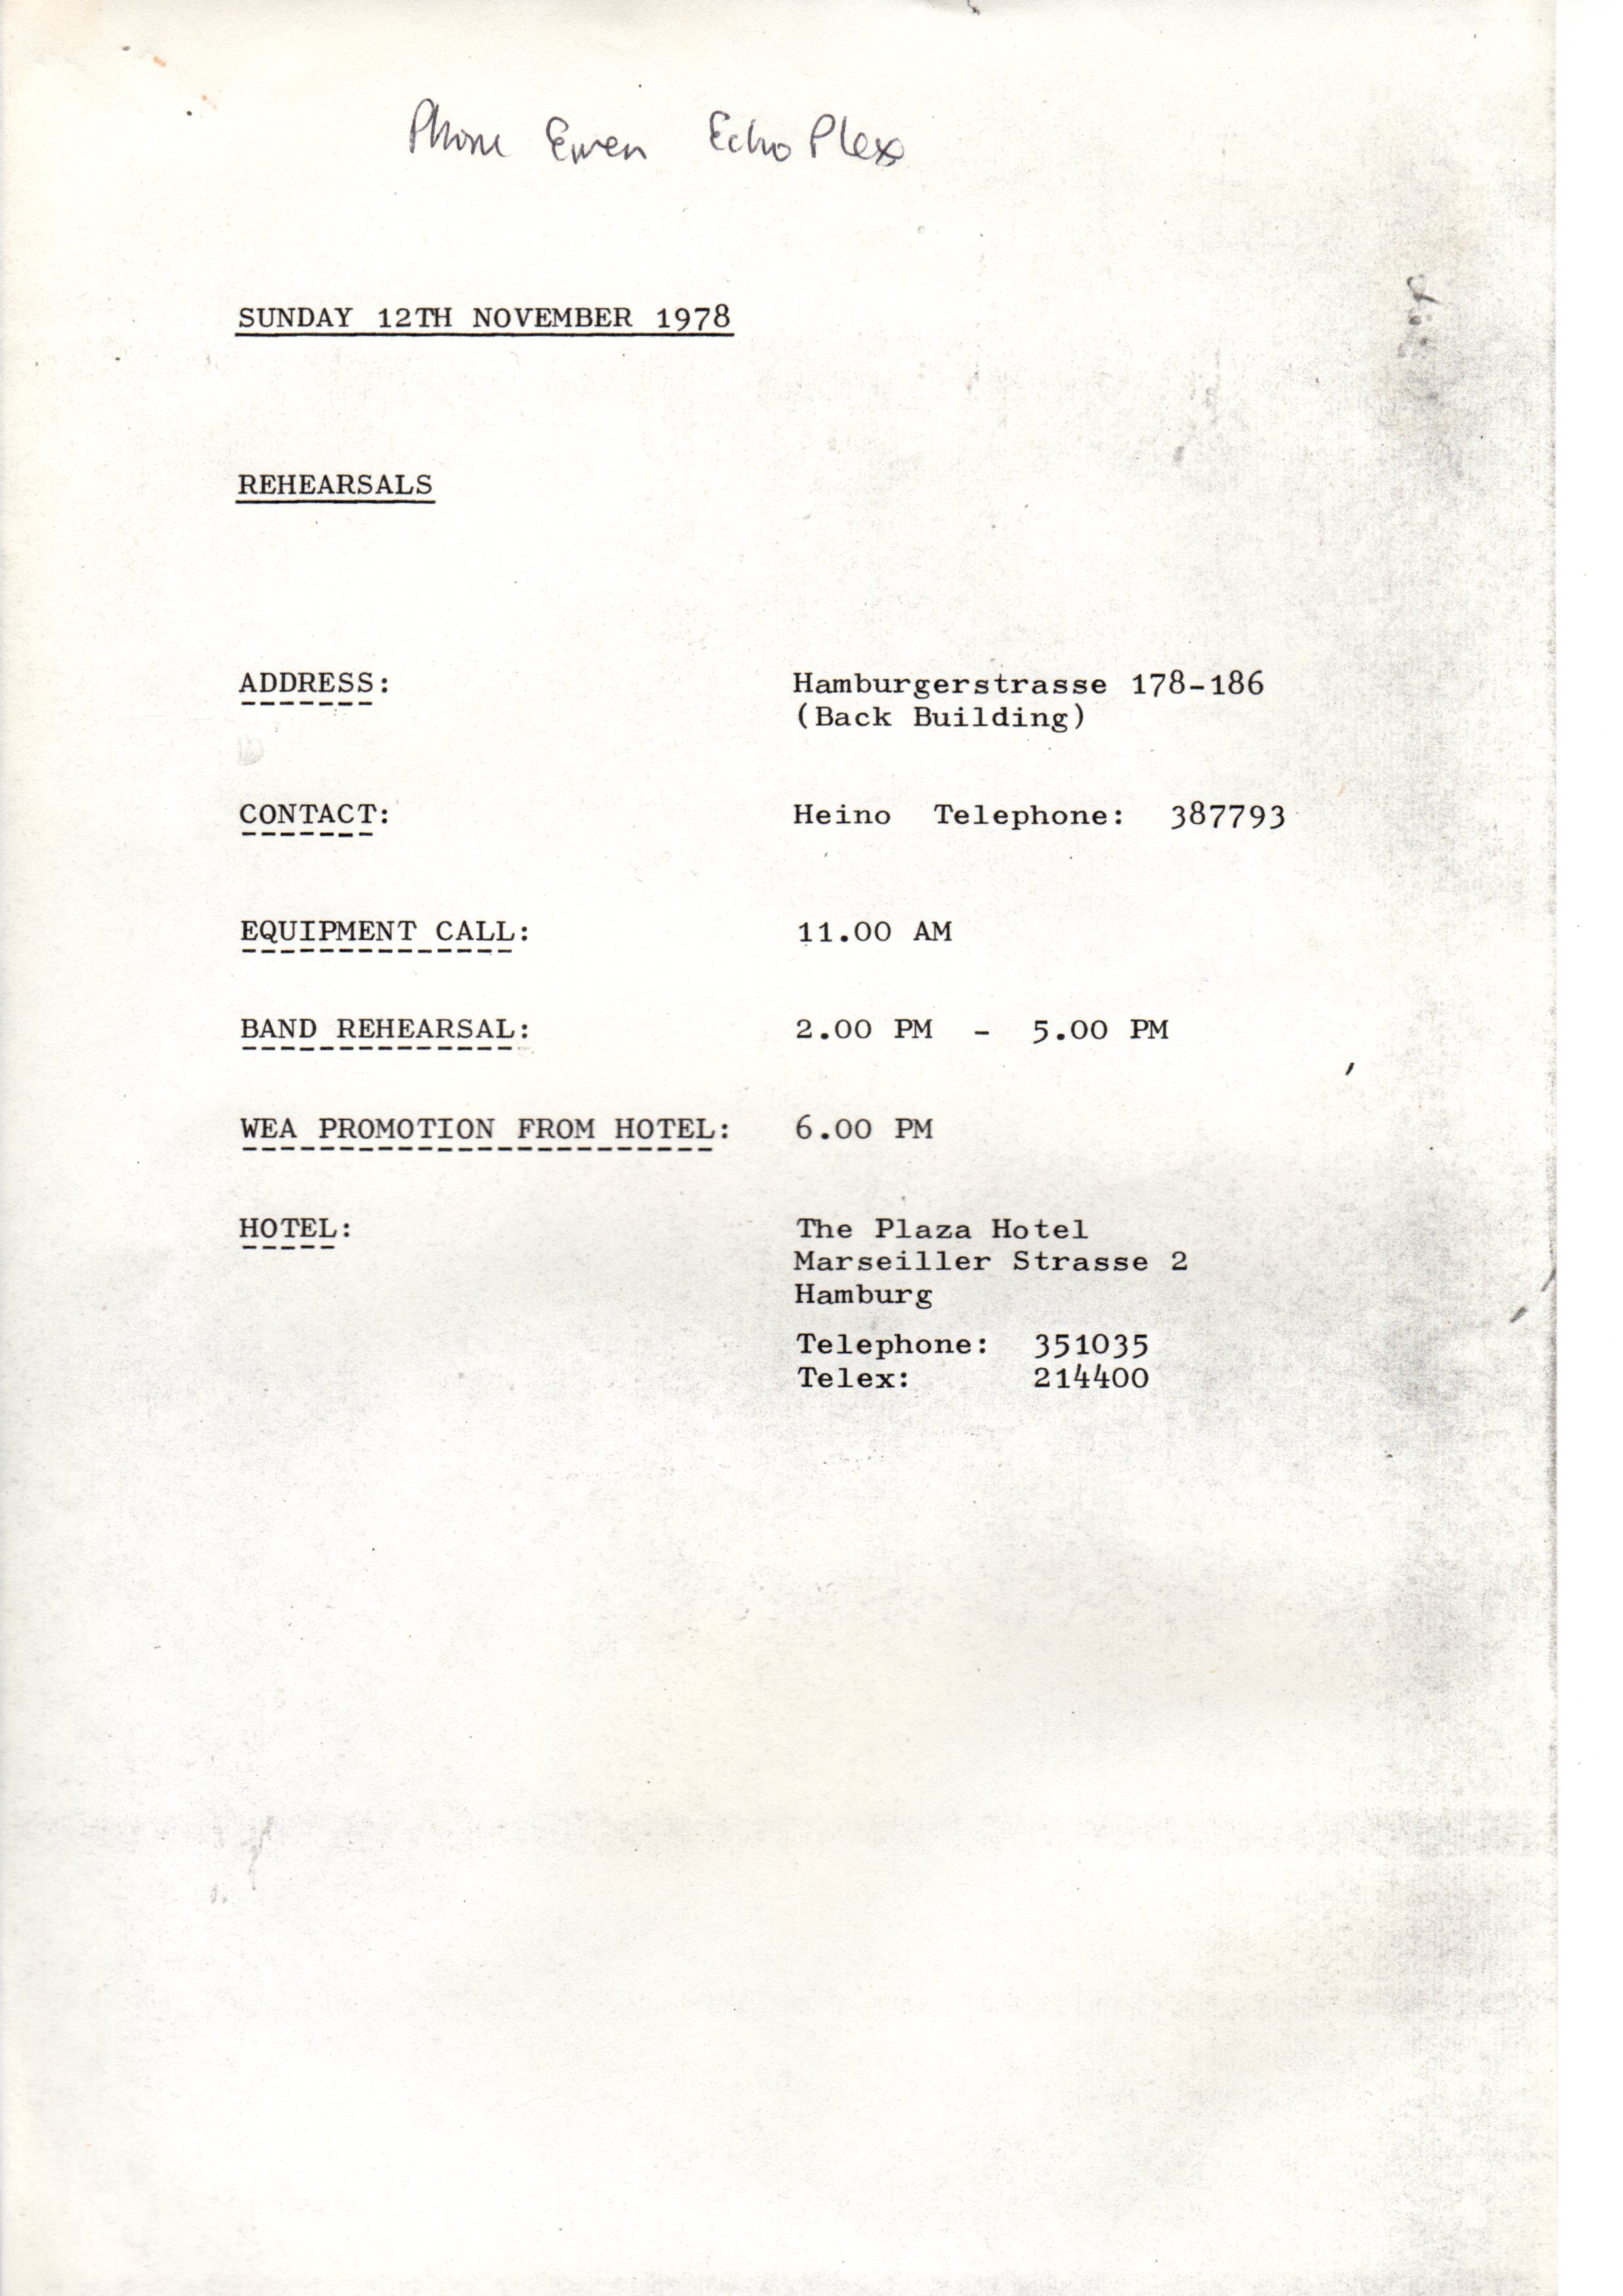 Phone Ewen Echo Plex
SUNDAY 12TH NOVEMBER 1978
REHEARSALS
ADDRESS: Hamburgerstrasse 178-186
(Back Building)
CONTACT: Heino Telephone: 387793
EQUIPMENT CALL: 11.00 AM
BAND REHEARSAL: 2.00 PM - 5.00 PM
WEA PROMOTION FROM HOTEL: 6.00 PM
HOTEL: The Plaza Hotel
Marseiller Strasse 2
Hamburg
Telephone: 351035
Telex: 214400